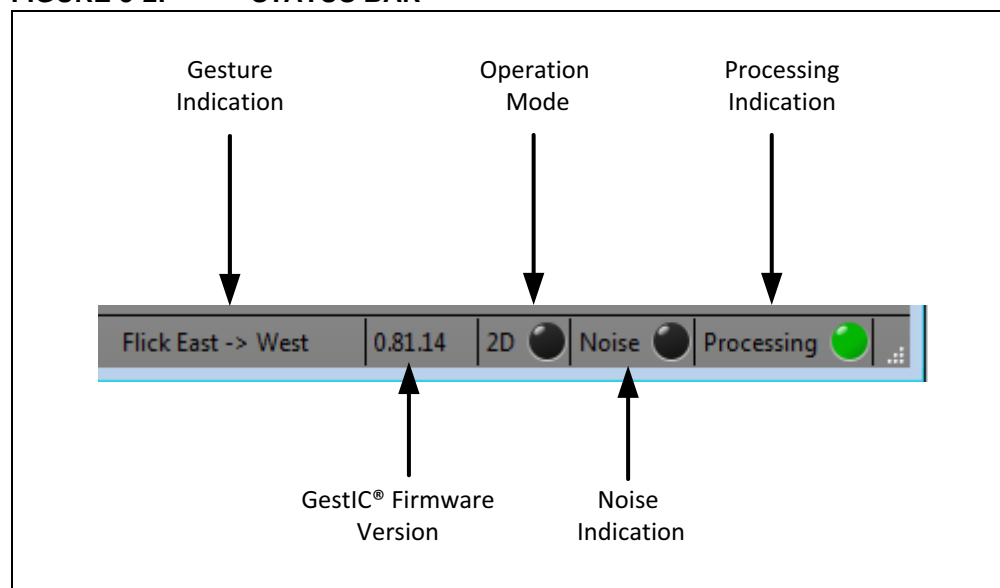 Gesture
Indication
Operation
Mode
Processing
Indication
Flick East -> West
0.81.14
2D
Noise
Processing
GestIC® Firmware
Version
Noise
Indication